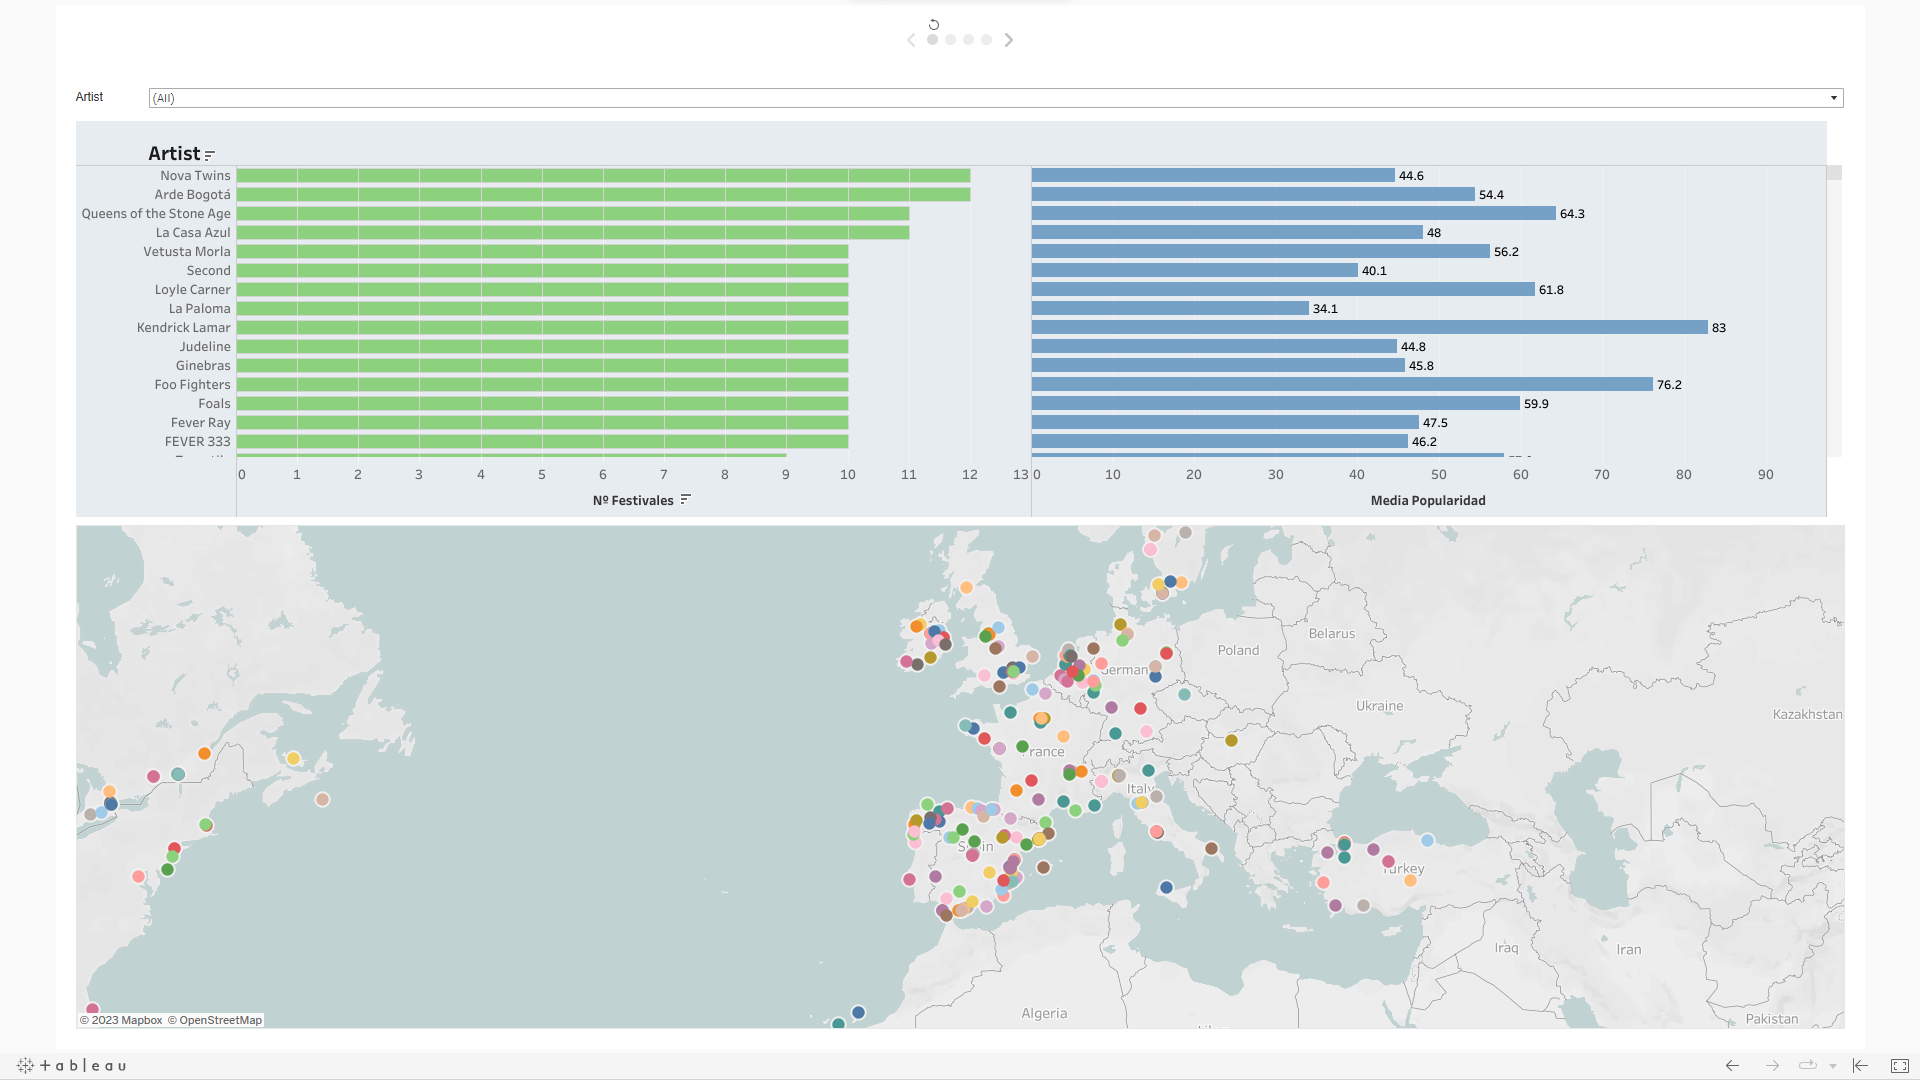 Artist (All)
Artist
Nova Twins 44.6
Arde Bogotá 54.4
Queens of the Stone Age 64.3
La Casa Azul 48
Vetusta Morla 56.2
Second 40.1
Loyle Carner 61.8
La Paloma 34.1
Kendrick Lamar 83
Judeline 44.8
Ginebras 45.8
Foo Fighters 76.2
Foals 59.9
Fever Ray 47.5
FEVER 333 46.2
0 1 2 3 4 5 6 7 8 9 10 11 12 13 0 10 20 30 40 50 60 70 80 90
Nº Festivales Media Popularidad
Belarus
Poland
German
Ukraine
Kazakhstan
France
Italy
Spain
Turkey
Iraq
Iran
Algeria
Pakistan
© 2023 Mapbox © OpenStreetMap
+ableau